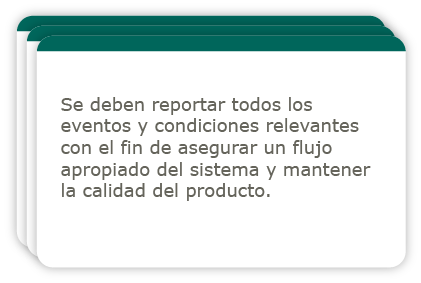 Se deben reportar todos los
eventos y condiciones relevantes
con el fin de asegurar un flujo
apropiado del sistema y mantener
la calidad del producto.